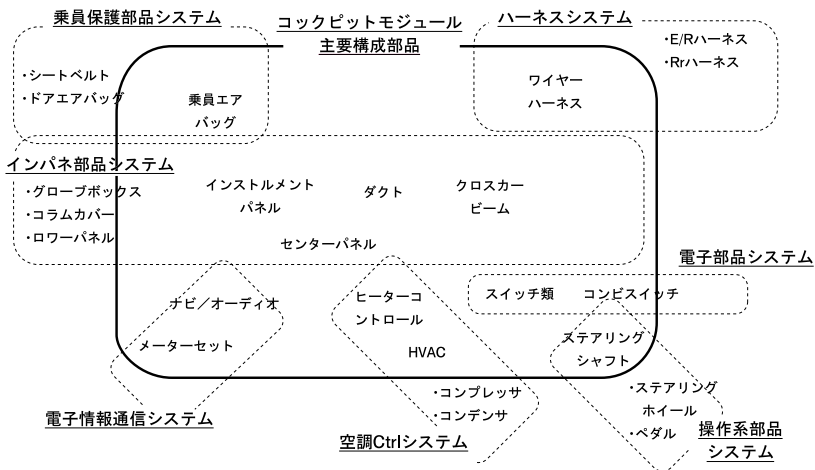 乗員保護部品システム
・シートベルト
・ドアエアバッグ
乗員エア
バッグ
コックピットモジュール
主要構成部品
ハーネスシステム
・E/Rハーネス
・Rrハーネス
ワイヤー
ハーネス
インパネ部品システム
・グローブボックス
・コラムカバー
・ロワーパネル
インストルメント
パネル
ダクト
クロスカー
ビーム
センターパネル
電子部品システム
スイッチ類
コンビスイッチ
ナビ／オーディオ
メーターセット
電子情報通信システム
ヒーターコ
ントロール
HVAC
・コンプレッサ
・コンデンサ
空調Ctrlシステム
ステアリング
シャフト
・ステアリング
ホイール
・ペダル
操作系部品
システム